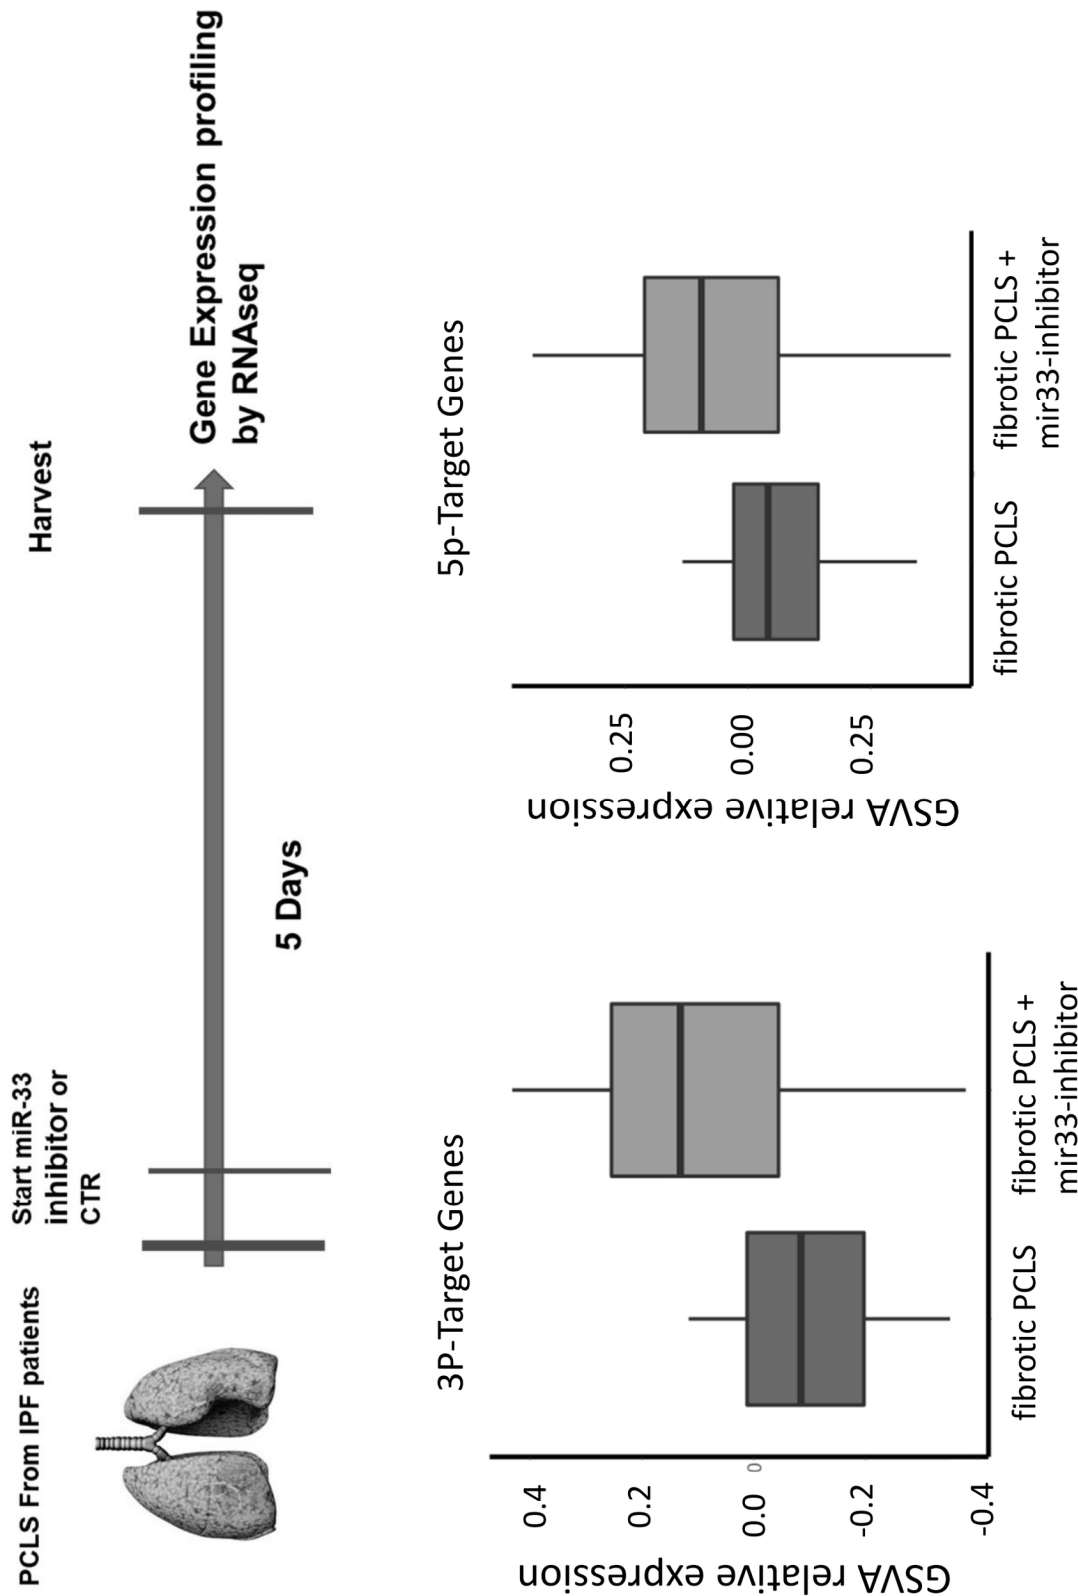 PCLS From IPF patients
Start miR-33
inhibitor or
CTR
5 Days
Harvest
Gene Expression profiling
by RNAseq
3P-Target Genes
GSVA relative expression
0.4
0.2
0.0
0
-0.2
-0.4
fibrotic PCLS
fibrotic PCLS +
mir33-inhibitor
5p-Target Genes
GSVA relative expression
0.25
0.00
0.25
fibrotic PCLS
fibrotic PCLS +
mir33-inhibitor